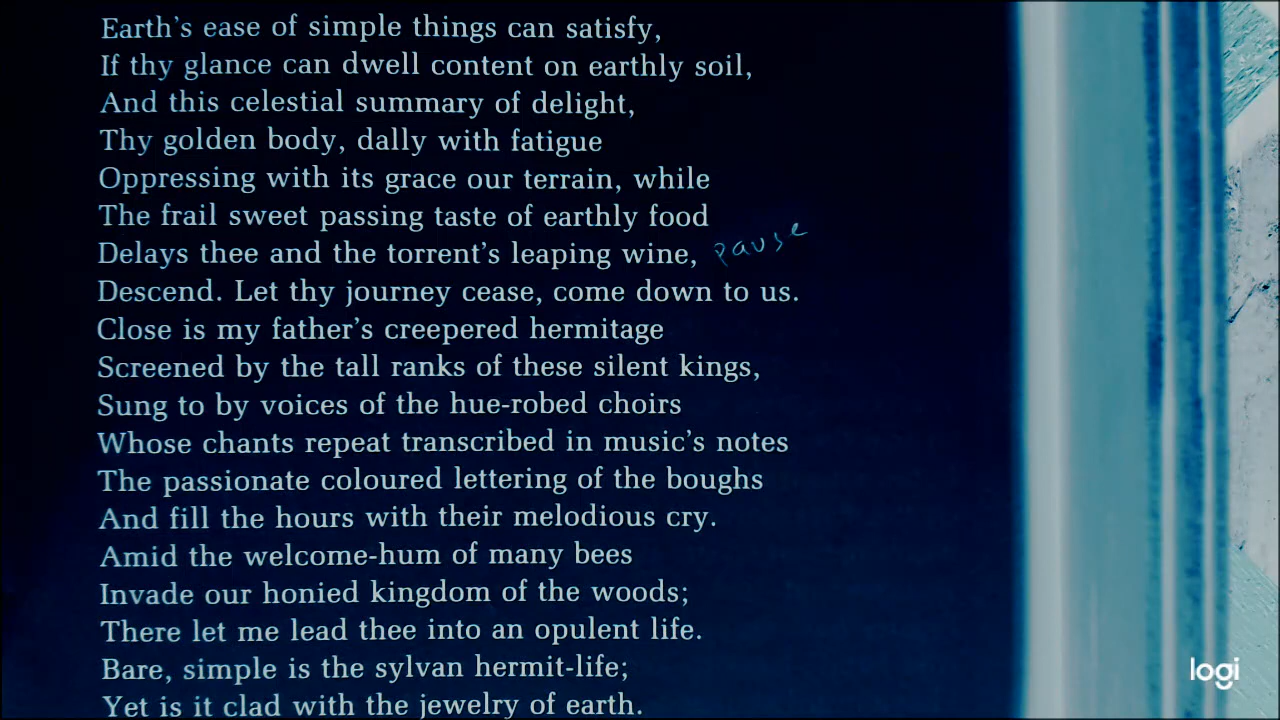 Earth's ease of simple things can satisfy,
If thy glance can dwell content on earthly soil,
And this celestial summary of delight,
Thy golden body, dally with fatigue
Oppressing with its grace our terrain, while
The frail sweet passing taste of earthly food
Delays thee and the torrent's leaping wine, pause
Descend. Let thy journey cease, come down to us.
Close is my father's creepered hermitage
Screened by the tall ranks of these silent kings,
Sung to by voices of the hue-robed choirs
Whose chants repeat transcribed in music's notes
The passionate coloured lettering of the boughs
And fill the hours with their melodious cry.
Amid the welcome-hum of many bees
Invade our honied kingdom of the woods;
There let me lead thee into an opulent life.
Bare, simple is the sylvan hermit-life;
Yet is it clad with the jewelry of earth.
logi